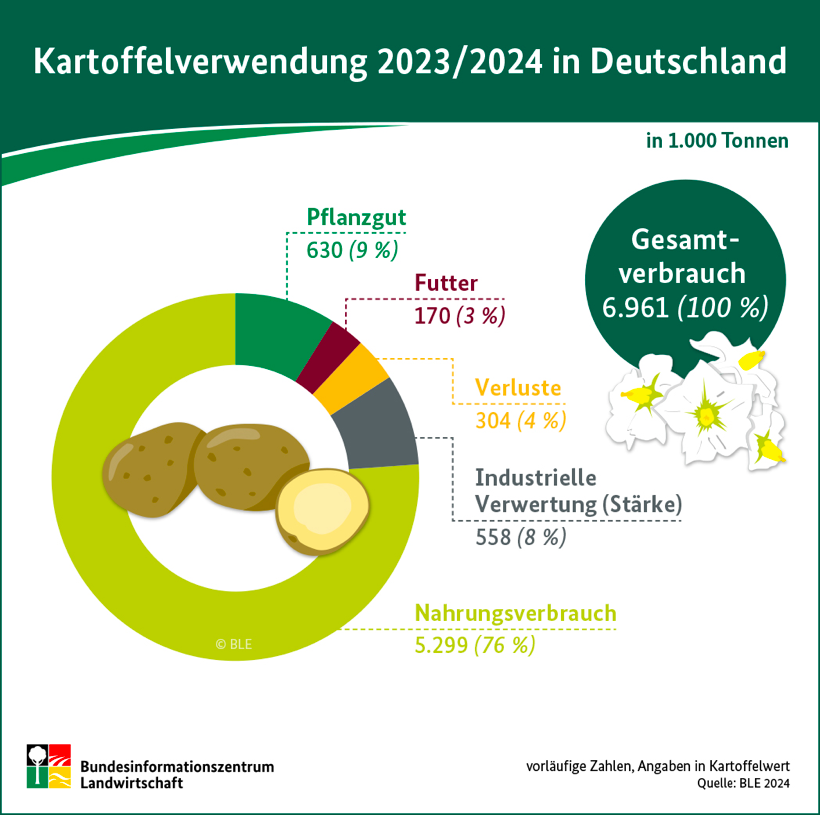 Kartoffelverwendung 2023/2024 in Deutschland
in 1.000 Tonnen
Gesamt-
verbrauch
6.961 (100 %)
Pflanzgut
630 (9 %)
Futter
170 (3 %)
Verluste
304 (4 %)
Industrielle
Verwertung (Stärke)
558 (8 %)
Nahrungsverbrauch
5.299 (76 %)
© BLE
Bundesinformationszentrum
Landwirtschaft
vorläufige Zahlen, Angaben in Kartoffelwert
Quelle: BLE 2024